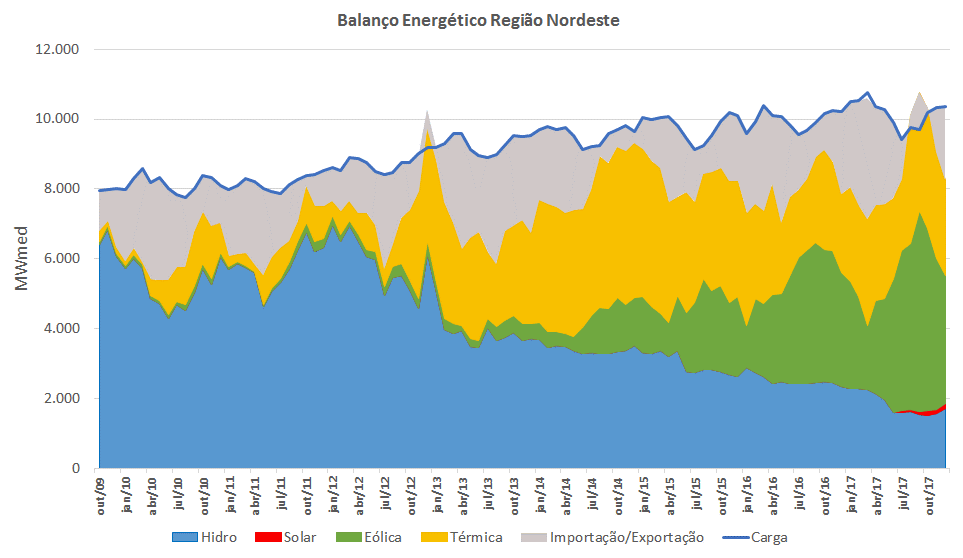 Balanço Energético Região Nordeste
12.000
10.000
8.000
6.000
4.000
2.000
0
MWmed
out/09
jan/10
abr/10
jul/10
out/10
jan/11
abr/11
jul/11
out/11
jan/12
abr/12
jul/12
out/12
jan/13
abr/13
jul/13
out/13
jan/14
abr/14
jul/14
out/14
jan/15
abr/15
jul/15
out/15
jan/16
abr/16
jul/16
out/16
jan/17
abr/17
jul/17
out/17
Hidro Solar Eólica Térmica Importação/Exportação Carga